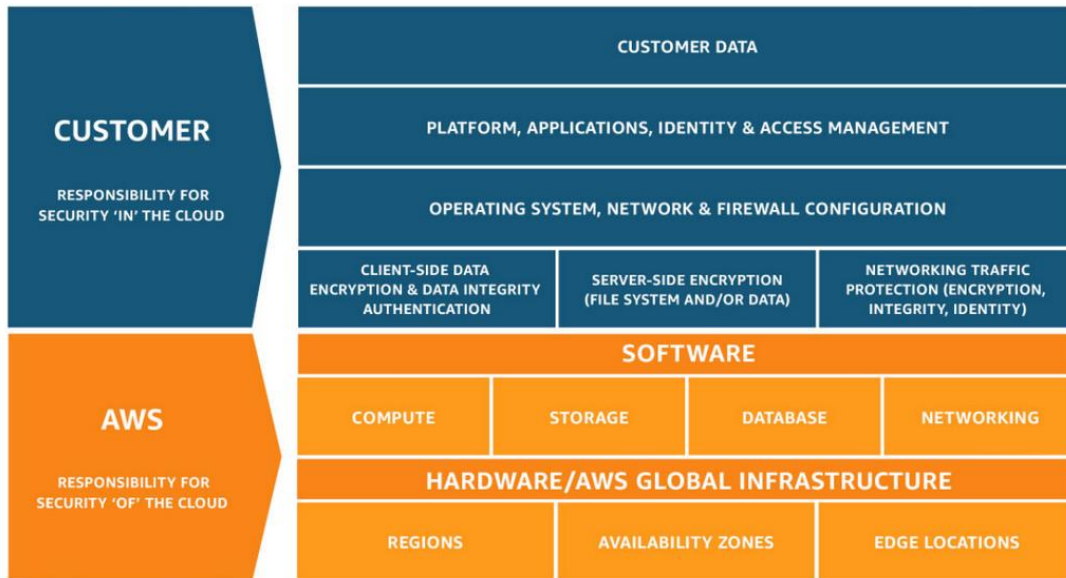 CUSTOMER
RESPONSIBILITY FOR
SECURITY ‘IN’ THE CLOUD
CUSTOMER DATA
PLATFORM, APPLICATIONS, IDENTITY & ACCESS MANAGEMENT
OPERATING SYSTEM, NETWORK & FIREWALL CONFIGURATION
CLIENT-SIDE DATA
ENCRYPTION & DATA INTEGRITY
AUTHENTICATION
SERVER-SIDE ENCRYPTION
(FILE SYSTEM AND/OR DATA)
NETWORKING TRAFFIC
PROTECTION (ENCRYPTION,
INTEGRITY, IDENTITY)
AWS
RESPONSIBILITY FOR
SECURITY ‘OF’ THE CLOUD
SOFTWARE
COMPUTE
STORAGE
DATABASE
NETWORKING
HARDWARE/AWS GLOBAL INFRASTRUCTURE
REGIONS
AVAILABILITY ZONES
EDGE LOCATIONS